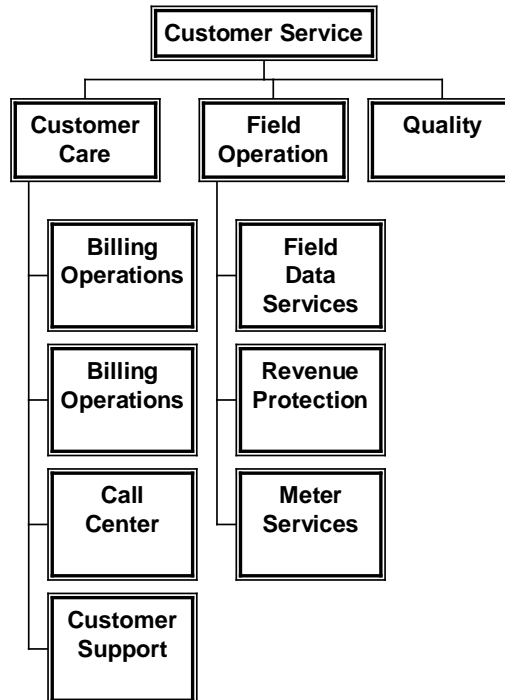 Customer Service
Customer
Care
Field
Operation
Quality
Billing
Operations
Billing
Operations
Call
Center
Customer
Support
Field
Data
Services
Revenue
Protection
Meter
Services